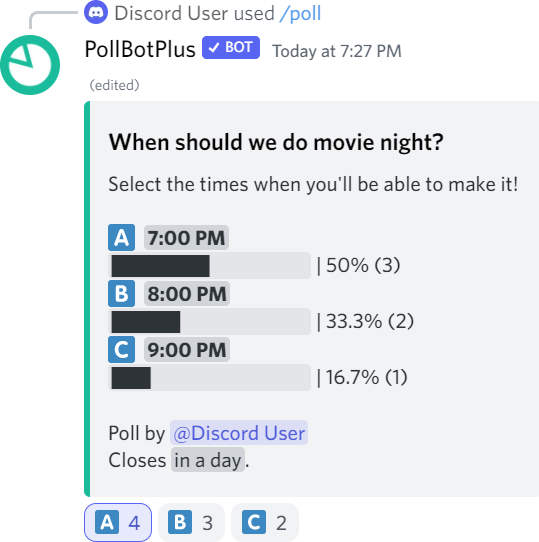 Discord User used /poll
PollBotPlus ✓ BOT Today at 7:27 PM
(edited)
When should we do movie night?
Select the times when you'll be able to make it!
A 7:00 PM
| 50% (3)
B 8:00 PM
| 33.3% (2)
C 9:00 PM
| 16.7% (1)
Poll by @Discord User
Closes in a day.
A 4 B 3 C 2